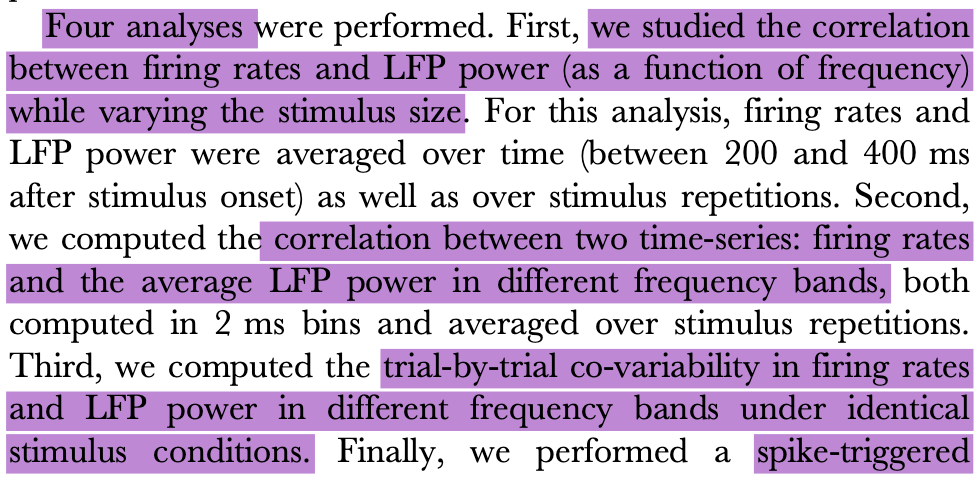 Four analyses were performed. First, we studied the correlation
between firing rates and LFP power (as a function of frequency)
while varying the stimulus size. For this analysis, firing rates and
LFP power were averaged over time (between 200 and 400 ms
after stimulus onset) as well as over stimulus repetitions. Second,
we computed the correlation between two time-series: firing rates
and the average LFP power in different frequency bands, both
computed in 2 ms bins and averaged over stimulus repetitions.
Third, we computed the trial-by-trial co-variability in firing rates
and LFP power in different frequency bands under identical
stimulus conditions. Finally, we performed a spike-triggered